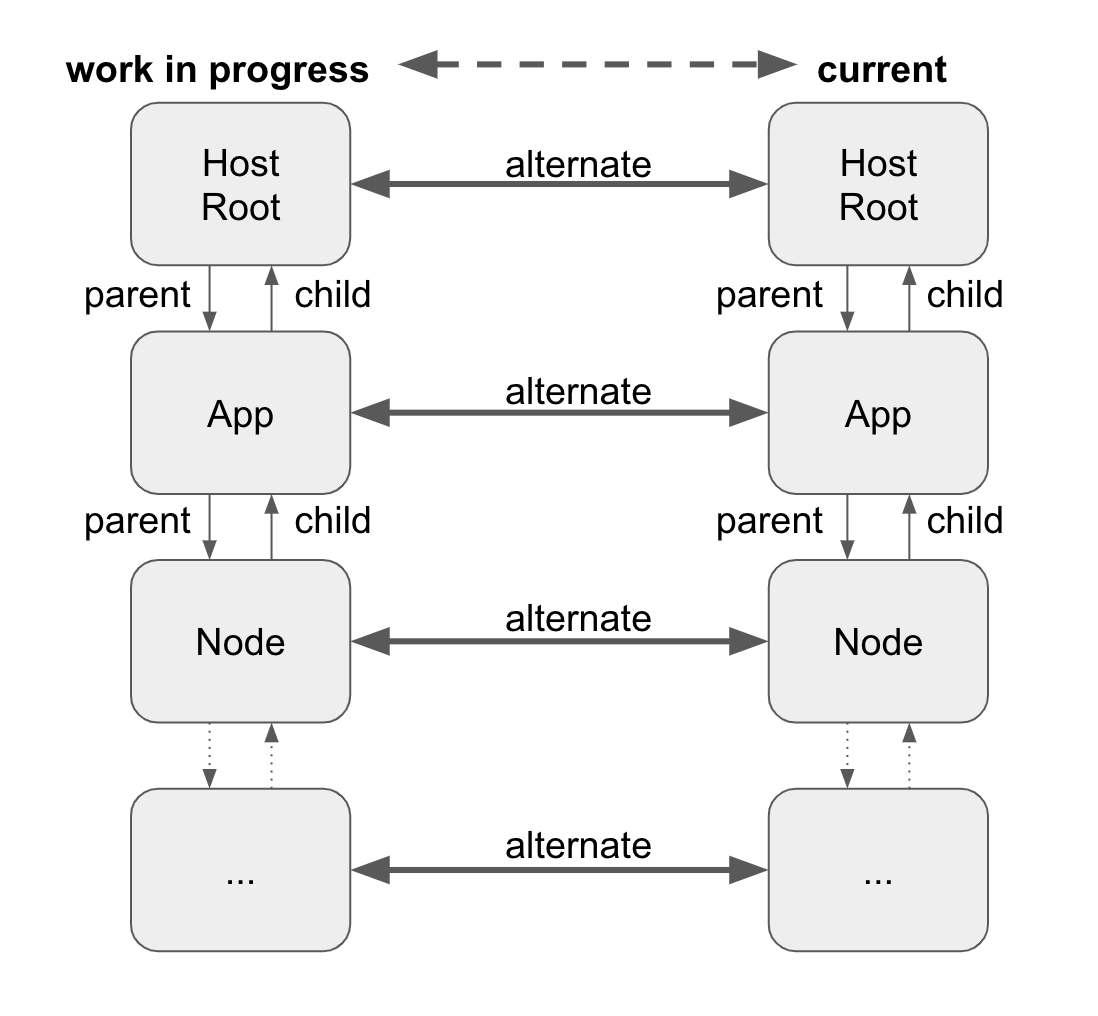 work in progress
current
Host
Root
alternate
Host
Root
parent
child
parent
child
App
alternate
App
parent
child
parent
child
Node
alternate
Node
...
alternate
...